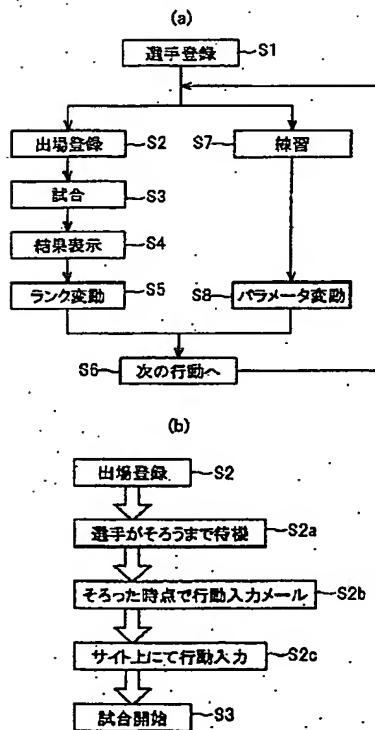 (a)
選手登録 S1
出場登録 S2 S7 練習
試合 S3
結果表示 S4
ランク変動 S5 S8 パラメータ変動
S6 次の行動へ
(b)
出場登録 S2
選手がそろうまで待機 S2a
そろった時点で行動入力メール S2b
サイト上にて行動入力 S2c
試合開始 S3